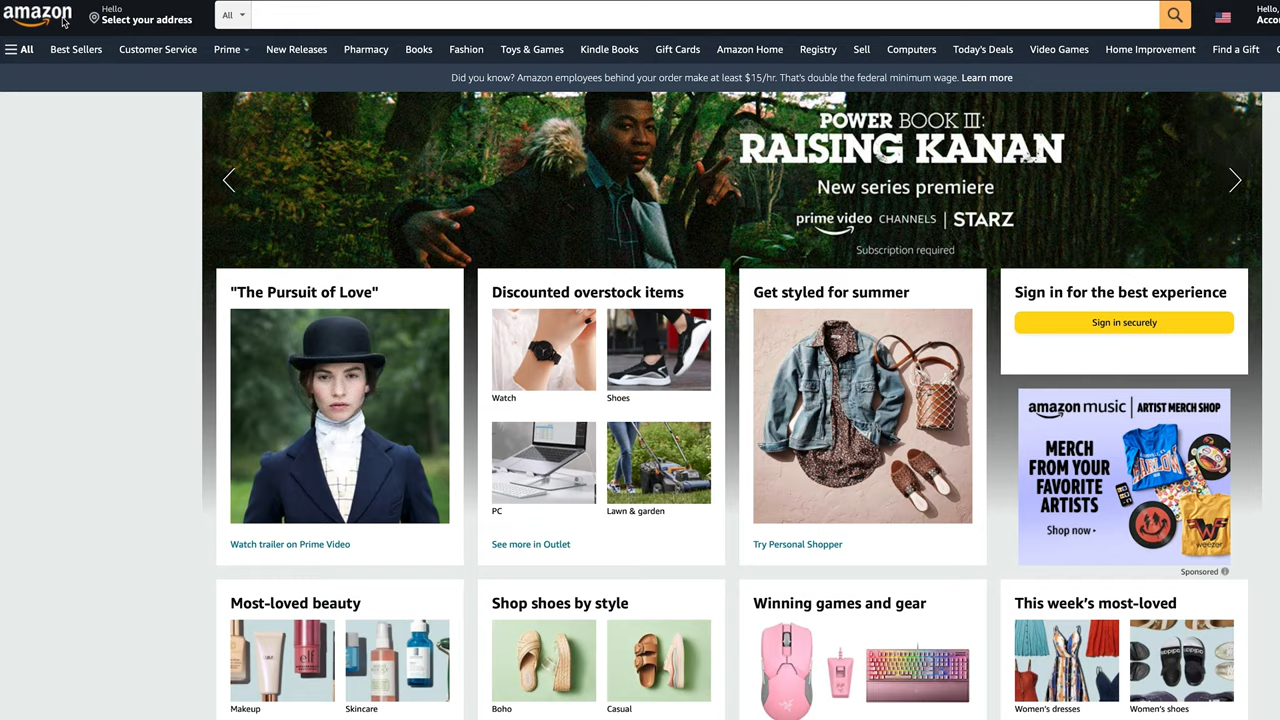 amazon
Hello
Select your address
All
Hello,
Acco
All
Best Sellers
Customer Service
Prime
New Releases
Pharmacy
Books
Fashion
Toys & Games
Kindle Books
Gift Cards
Amazon Home
Registry
Sell
Computers
Today's Deals
Video Games
Home Improvement
Find a Gift
Did you know? Amazon employees behind your order make at least $15/hr. That's double the federal minimum wage. Learn more
POWER BOOK III:
RAISING KANAN
New series premiere
prime video CHANNELS | STARZ
Subscription required
"The Pursuit of Love"
Watch trailer on Prime Video
Discounted overstock items
Watch
Shoes
PC
Lawn & garden
See more in Outlet
Get styled for summer
Try Personal Shopper
Sign in for the best experience
Sign in securely
amazon music | ARTIST MERCH SHOP
MERCH
FROM YOUR
FAVORITE
ARTISTS
Shop now
weezer
Sponsored
Most-loved beauty
e.l.f.
Makeup
Skincare
Shop shoes by style
Boho
Casual
Winning games and gear
This week's most-loved
adidas
Women's dresses
Women's shoes